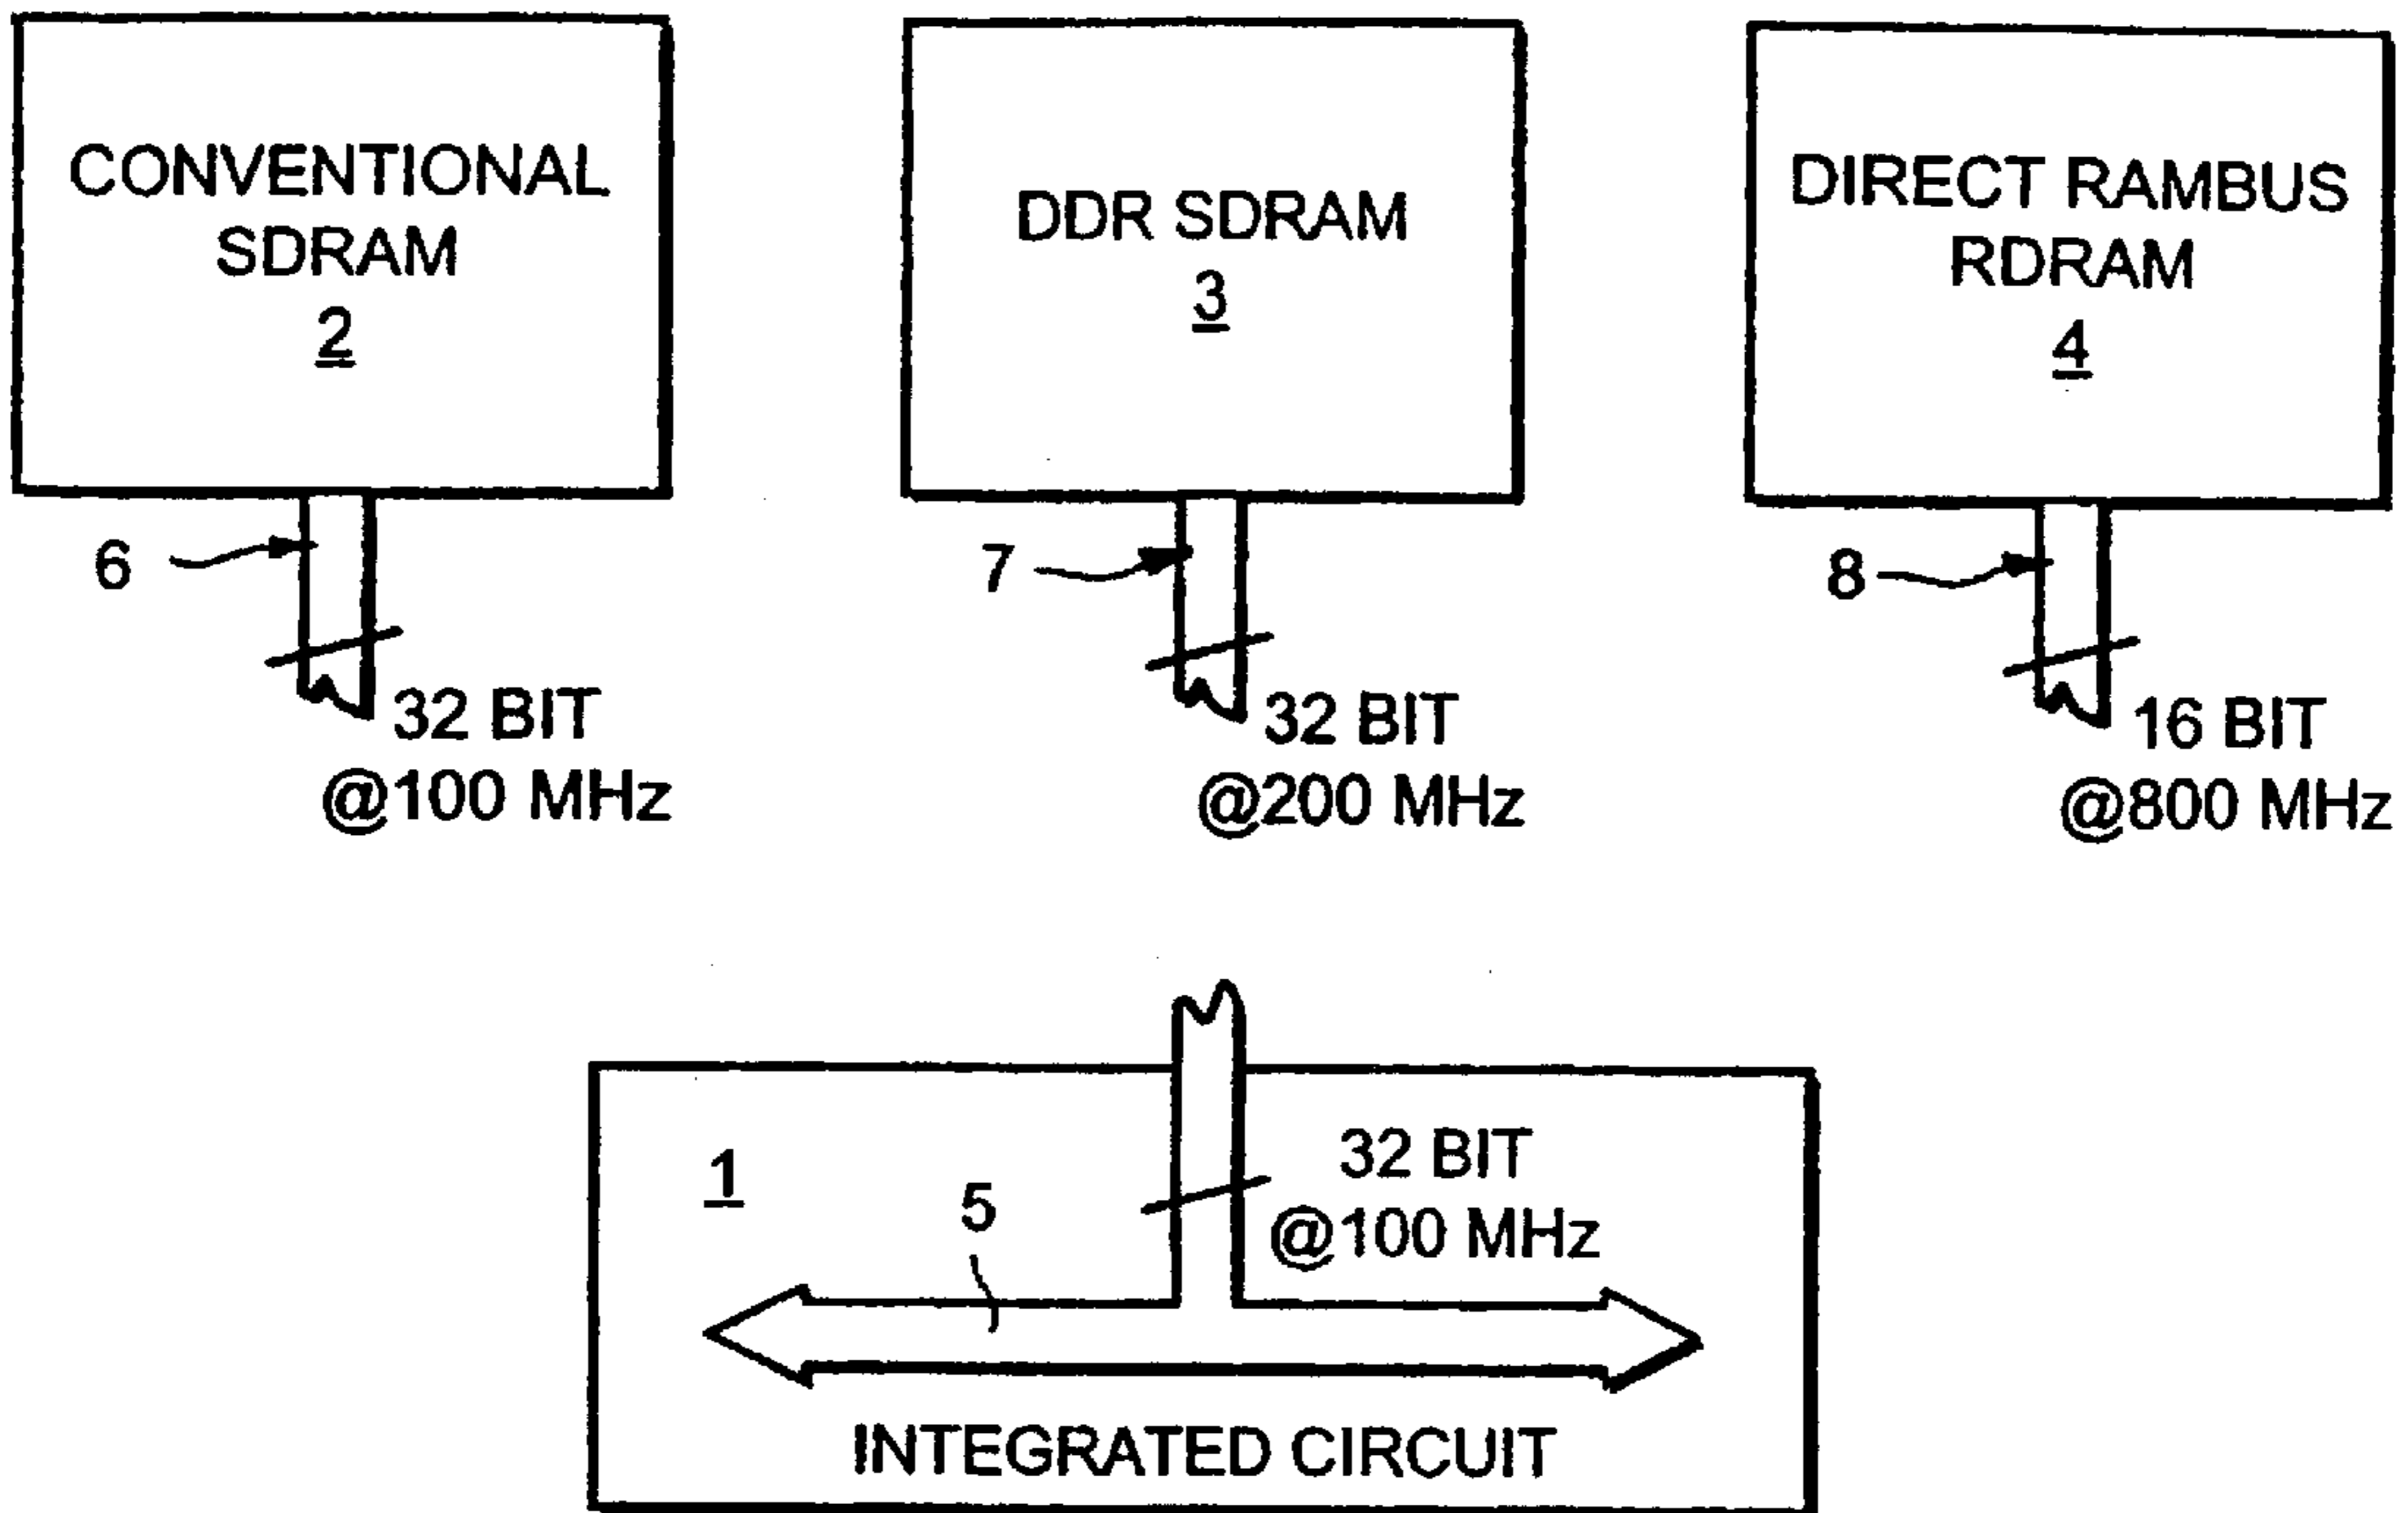 CONVENTIONAL
SDRAM
2
DDR SDRAM
3
DIRECT RAMBUS
RDRAM
4
6
32 BIT
@100 MHz
7
32 BIT
@200 MHz
8
16 BIT
@800 MHz
1
5
32 BIT
@100 MHz
INTEGRATED CIRCUIT